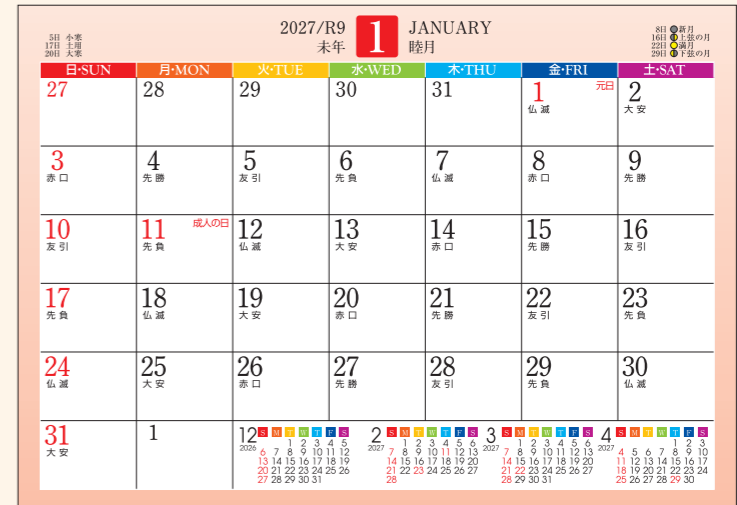 2027/R9 1 JANUARY
未年 睦月
5日 小寒
17日 土用
20日 大寒
8日 新月
16日 上弦の月
22日 満月
29日 下弦の月
日·SUN 月·MON 火·TUE 水·WED 木·THU 金·FRI 土·SAT
27 28 29 30 31 1 元日 2
仏滅 大安
3 4 5 6 7 8 9
赤口 先勝 友引 先負 仏滅 赤口 先勝
10 11 成人の日 12 13 14 15 16
友引 先負 仏滅 大安 赤口 先勝 友引
17 18 19 20 21 22 23
先負 仏滅 大安 赤口 先勝 友引 先負
24 25 26 27 28 29 30
仏滅 大安 赤口 先勝 友引 先負 仏滅
31 1
大安
12 2026
S M T W T F S
1 2 3 4 5
6 7 8 9 10 11 12
13 14 15 16 17 18 19
20 21 22 23 24 25 26
27 28 29 30 31
2 2027
S M T W T F S
1 2 3 4 5 6
7 8 9 10 11 12 13
14 15 16 17 18 19 20
21 22 23 24 25 26 27
28
3 2027
S M T W T F S
1 2 3 4 5 6
7 8 9 10 11 12 13
14 15 16 17 18 19 20
21 22 23 24 25 26 27
28 29 30 31
4 2027
S M T W T F S
1 2 3
4 5 6 7 8 9 10
11 12 13 14 15 16 17
18 19 20 21 22 23 24
25 26 27 28 29 30